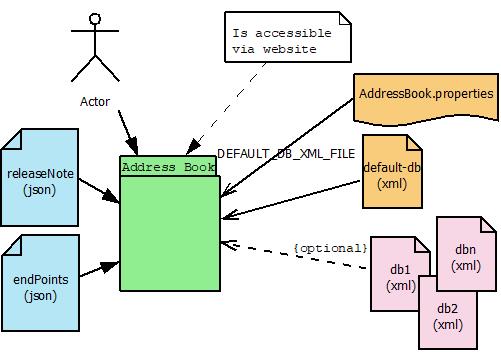 Is accessible
via website
Actor
AddressBook.properties
DEFAULT_DB_XML_FILE
Address Book
releaseNote
(json)
default-db
(xml)
endPoints
(json)
{optional}
db1
(xml)
dbn
(xml)
db2
(xml)